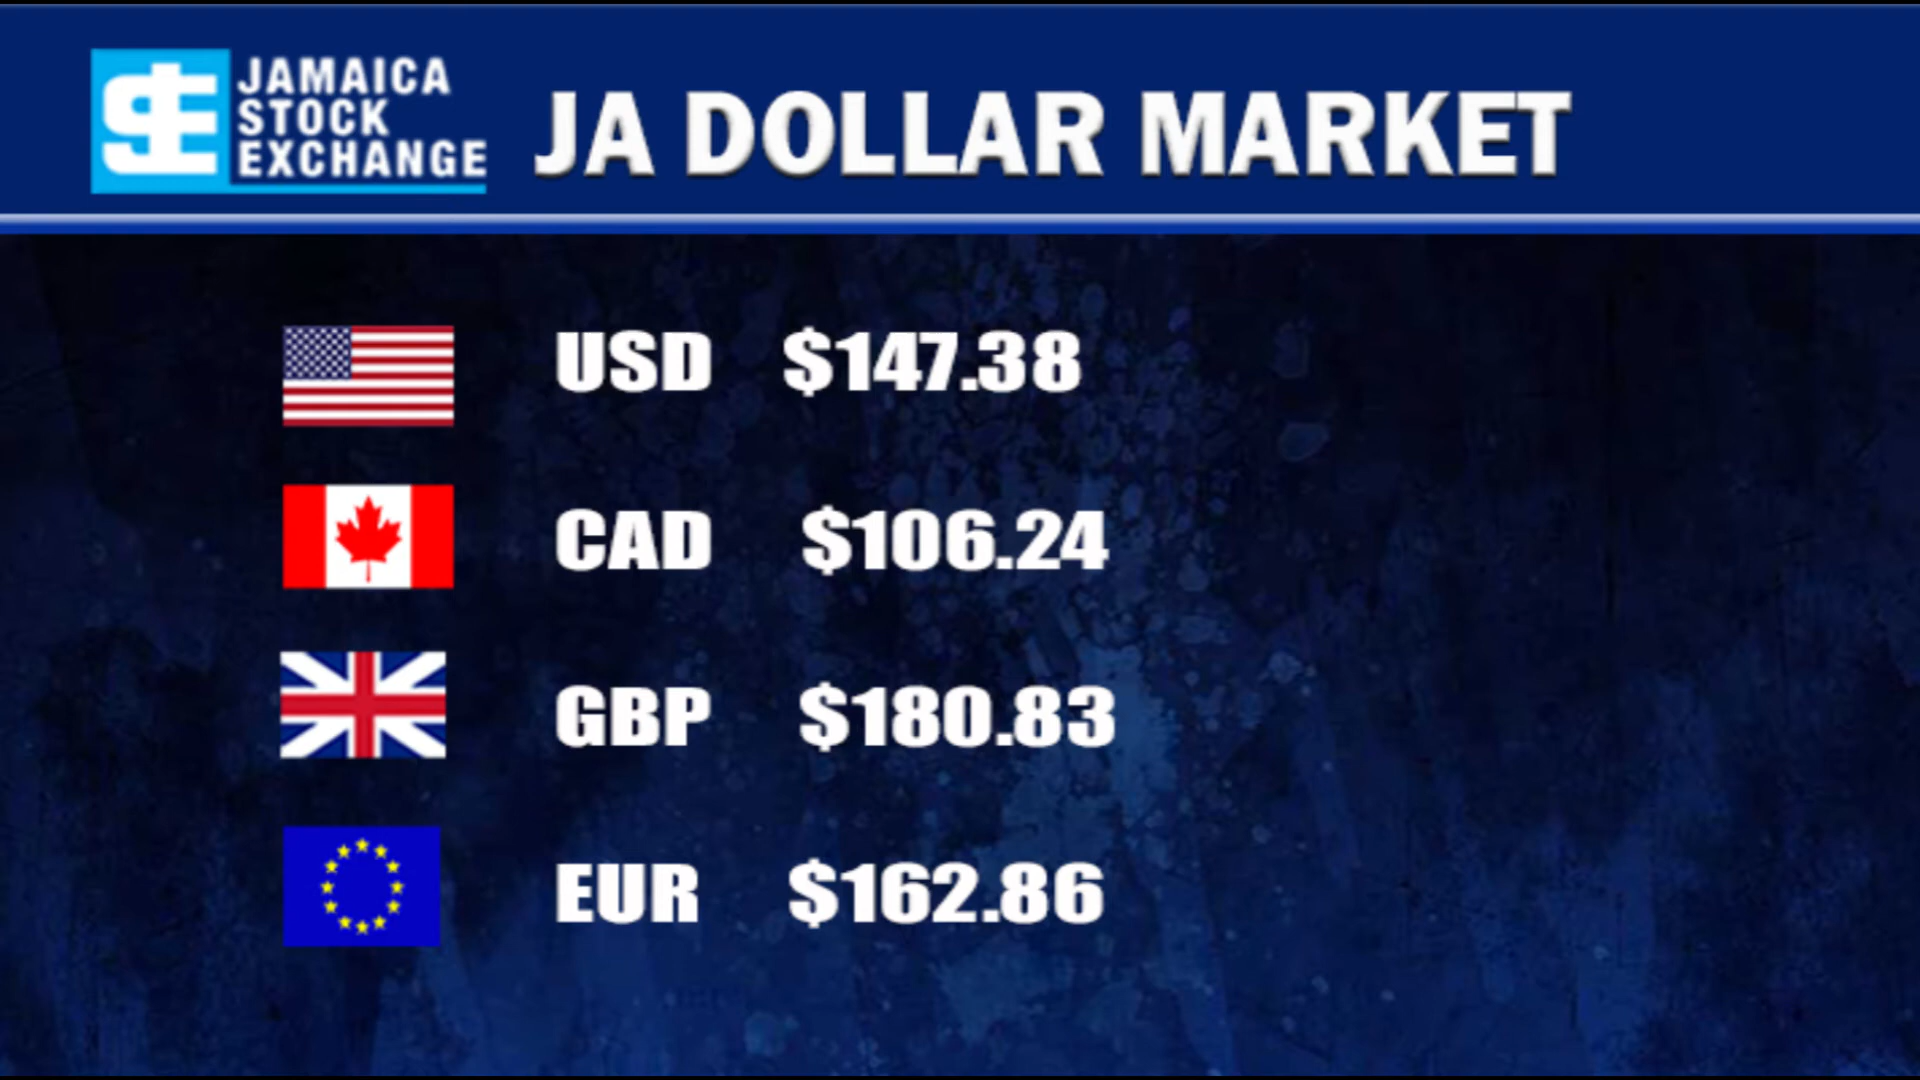 JAMAICA
STOCK
EXCHANGE
JA DOLLAR MARKET
USD $147.38
CAD $106.24
GBP $180.83
EUR $162.86